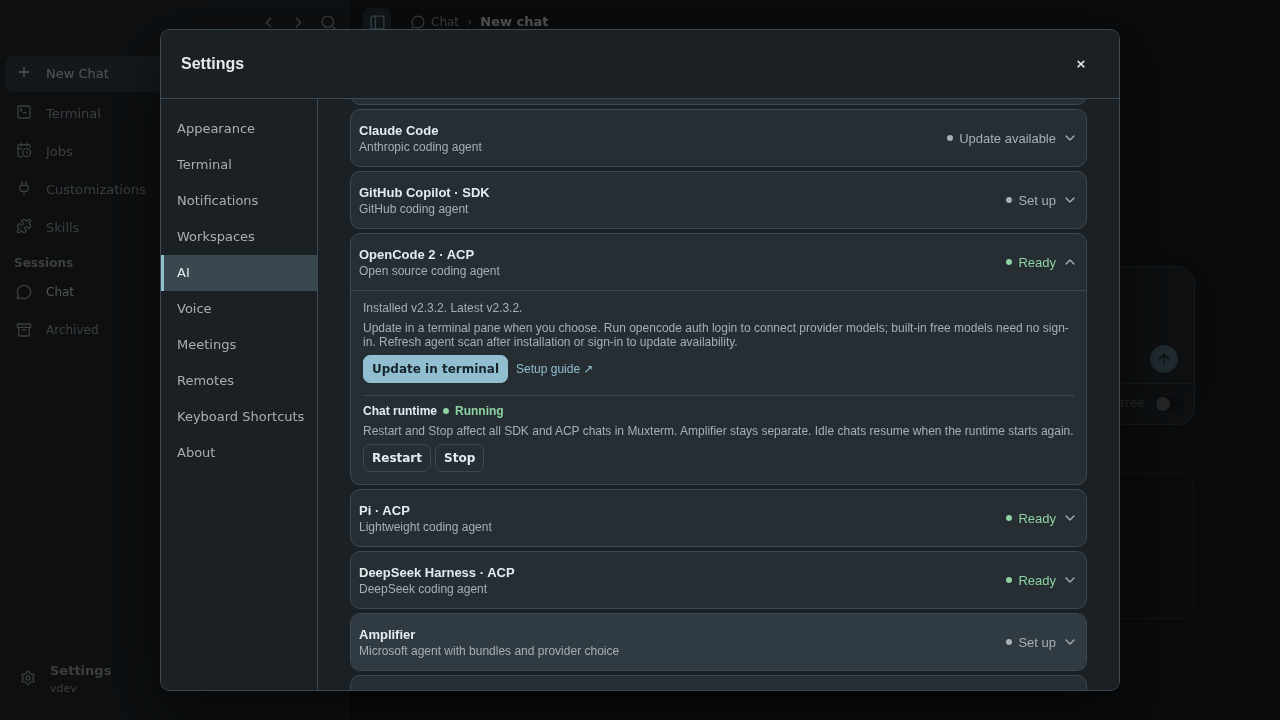 Chat › New chat
Settings
×
New Chat
Terminal
Jobs
Customizations
Skills
Sessions
Chat
Archived
Settings
vdev
Appearance
Terminal
Notifications
Workspaces
AI
Voice
Meetings
Remotes
Keyboard Shortcuts
About
Claude Code
Anthropic coding agent
Update available
GitHub Copilot · SDK
GitHub coding agent
Set up
OpenCode 2 · ACP
Open source coding agent
Ready
Installed v2.3.2. Latest v2.3.2.
Update in a terminal pane when you choose. Run opencode auth login to connect provider models; built-in free models need no sign-
in. Refresh agent scan after installation or sign-in to update availability.
Update in terminal Setup guide ↗
Chat runtime Running
Restart and Stop affect all SDK and ACP chats in Muxterm. Amplifier stays separate. Idle chats resume when the runtime starts again.
Restart Stop
Pi · ACP
Lightweight coding agent
Ready
DeepSeek Harness · ACP
DeepSeek coding agent
Ready
Amplifier
Microsoft agent with bundles and provider choice
Set up